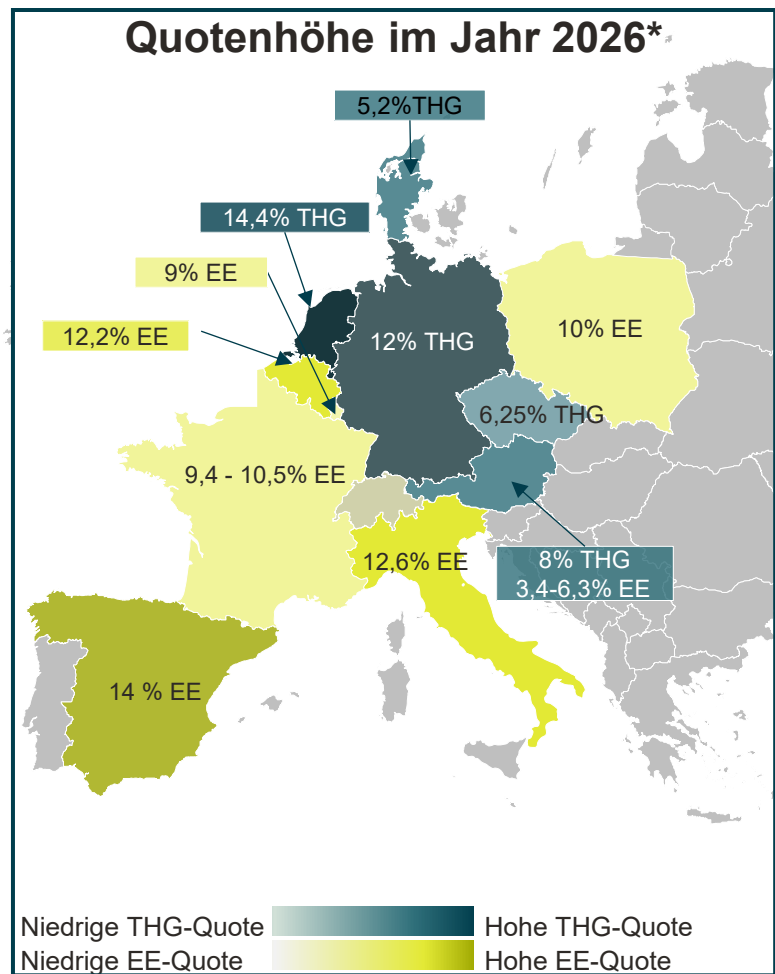 Quotenhöhe im Jahr 2026*
5,2%THG
14,4% THG
9% EE
12,2% EE
12% THG
10% EE
6,25% THG
9,4 - 10,5% EE
12,6% EE
8% THG
3,4-6,3% EE
14 % EE
Niedrige THG-Quote Hohe THG-Quote
Niedrige EE-Quote Hohe EE-Quote